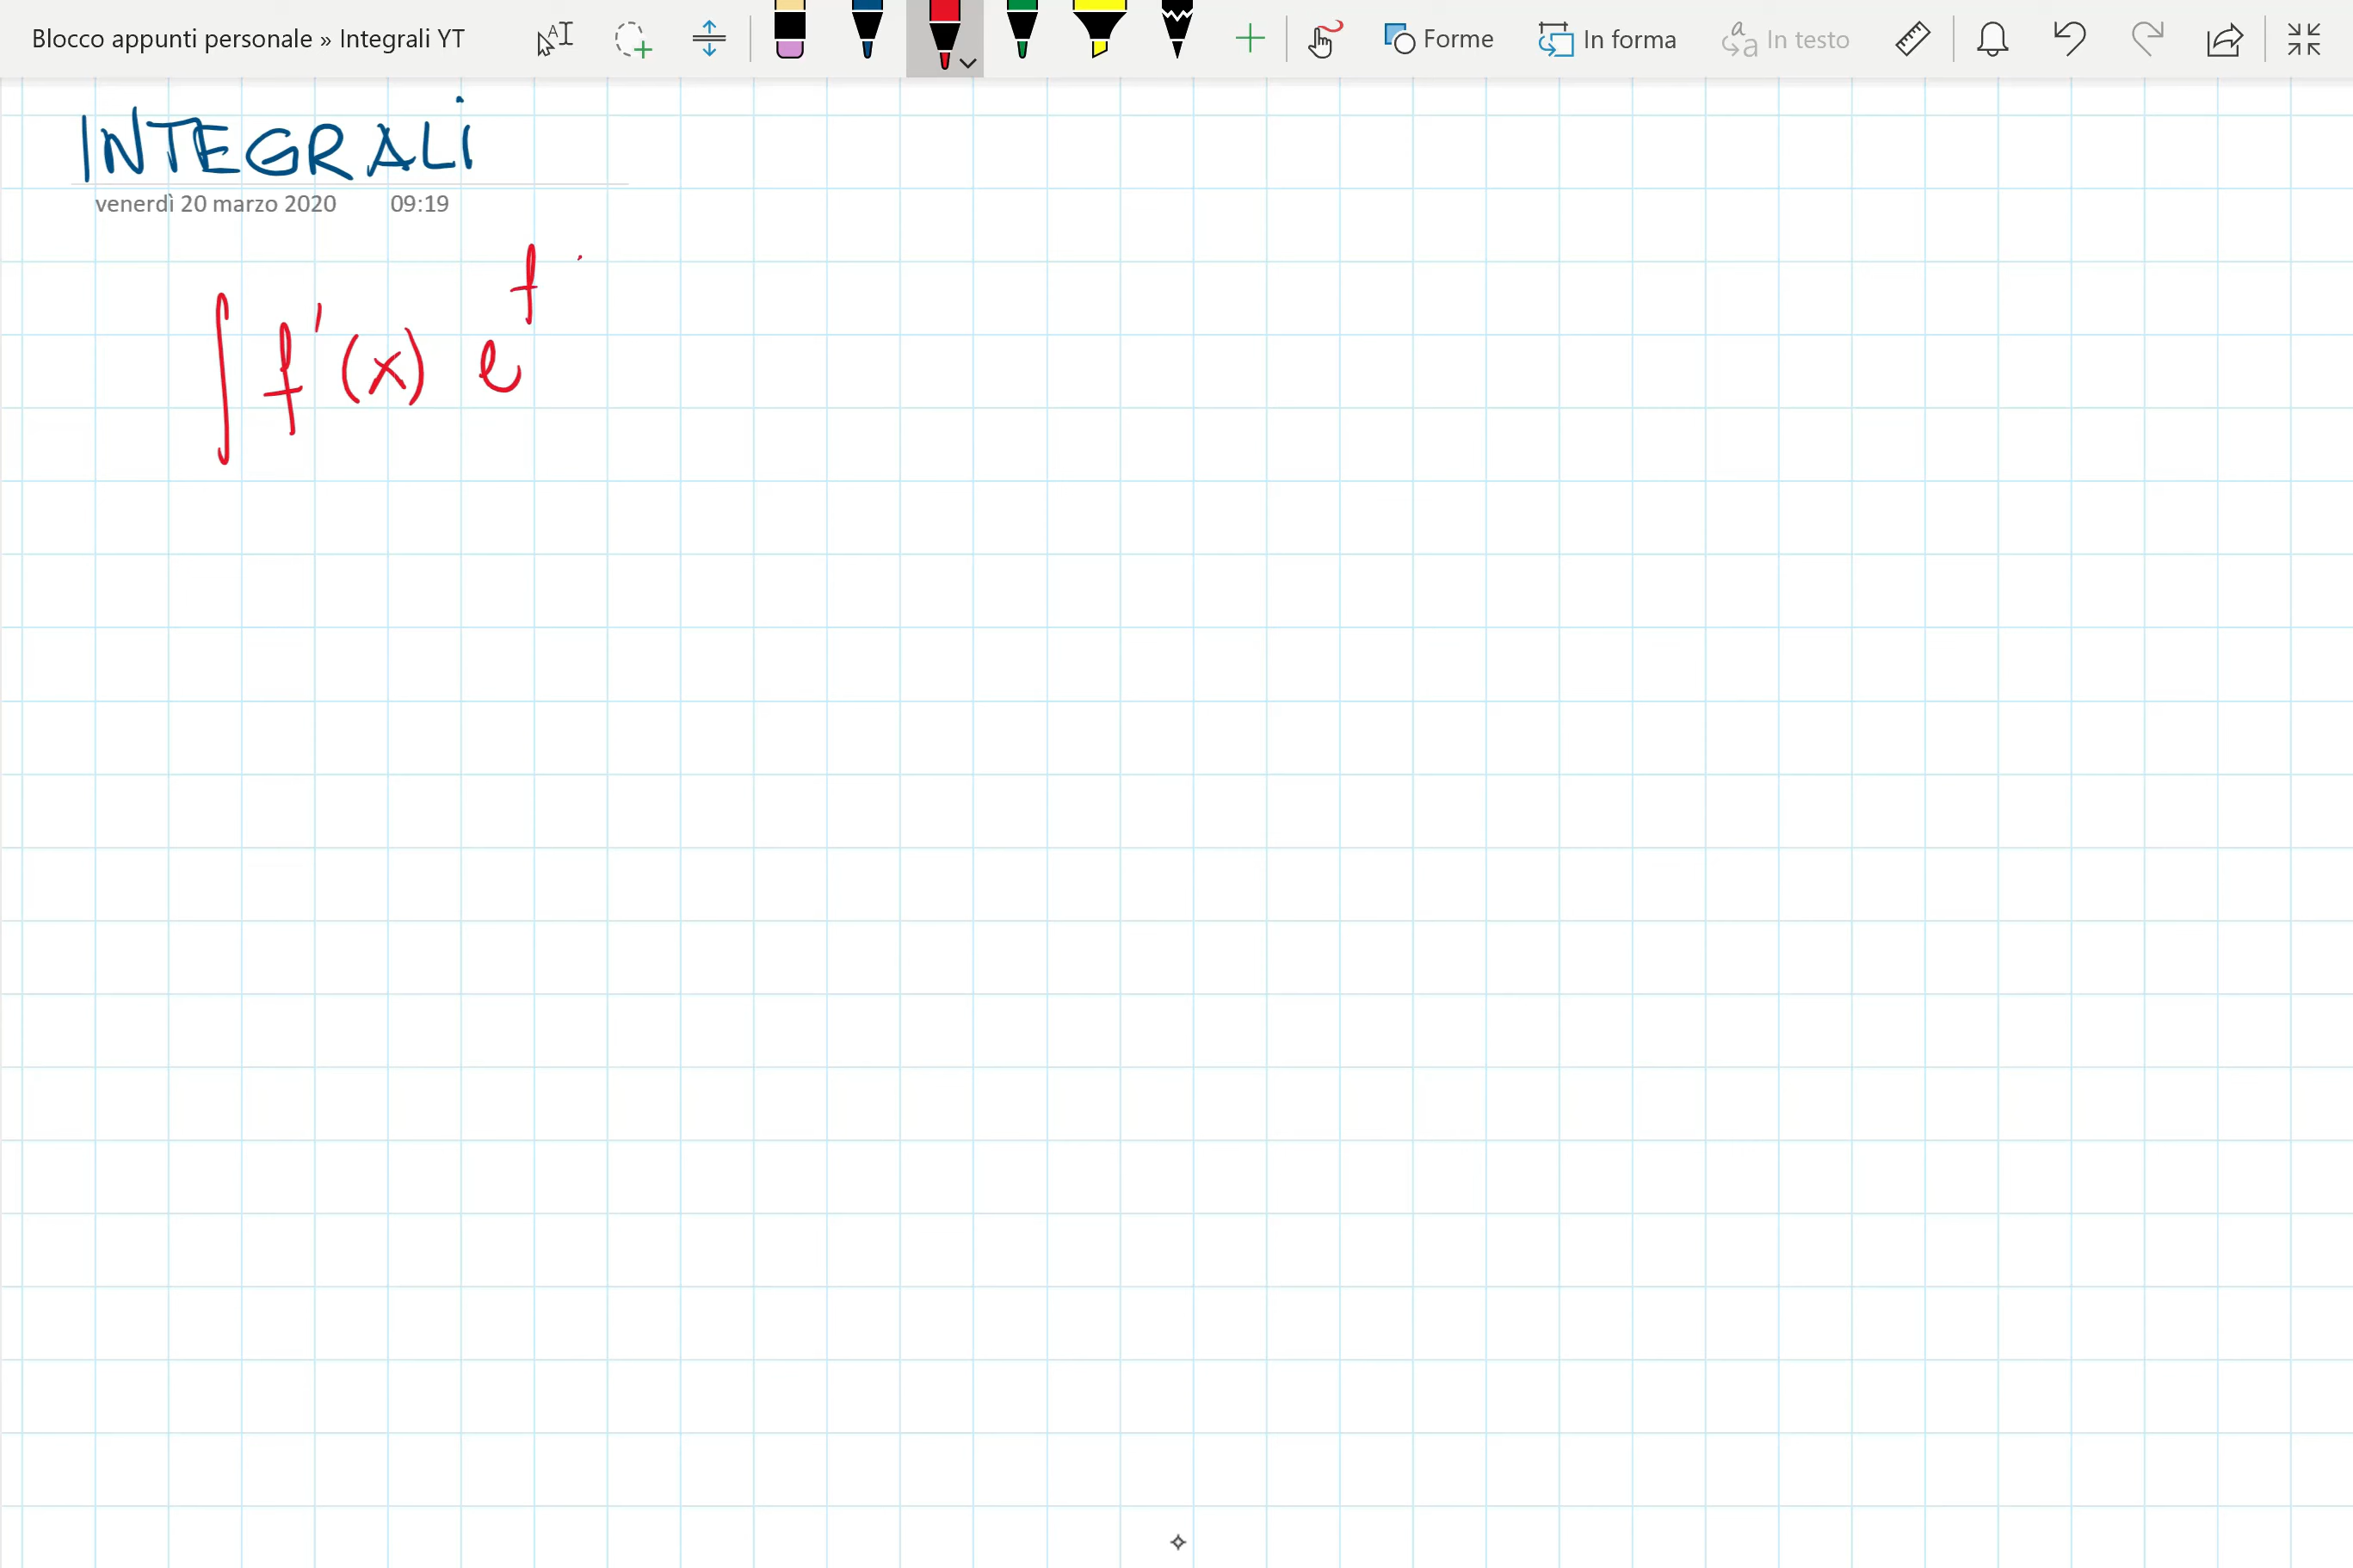 Blocco appunti personale » Integrali YT
Forme
In forma
In testo
INTEGRALI
venerdì 20 marzo 2020 09:19
∫ f'(x) e^f